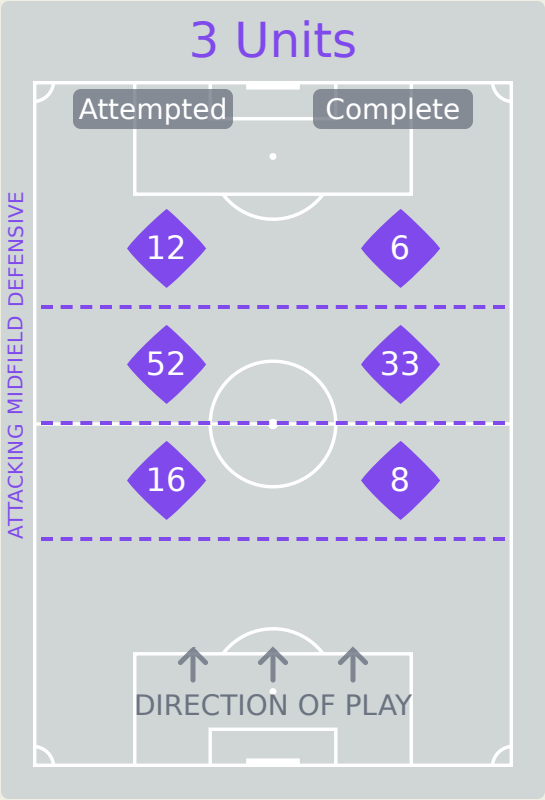 3 Units
Attempted Complete
ATTACKING MIDFIELD DEFENSIVE
12 6
52 33
16 8
DIRECTION OF PLAY